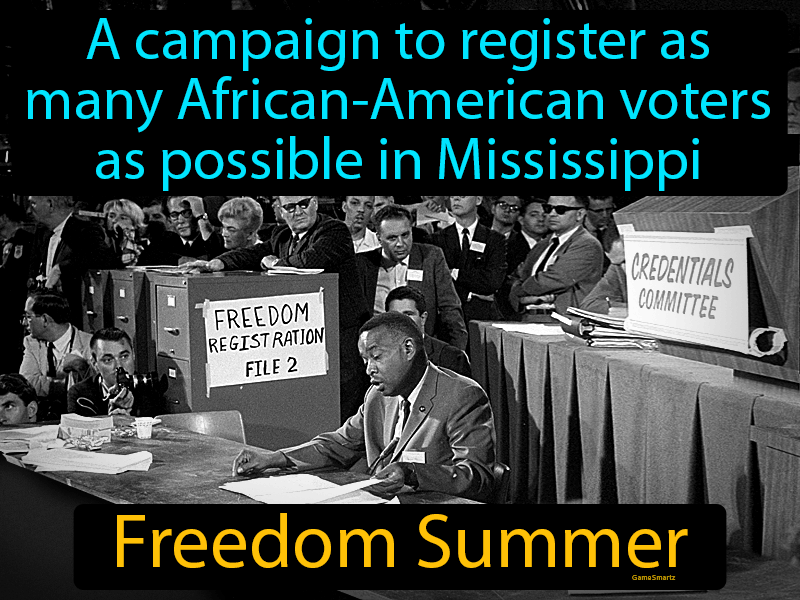 A campaign to register as
many African-American voters
as possible in Mississippi
FREEDOM
REGISTRATION
FILE 2
CREDENTIALS
COMMITTEE
Freedom Summer
GameSmartz